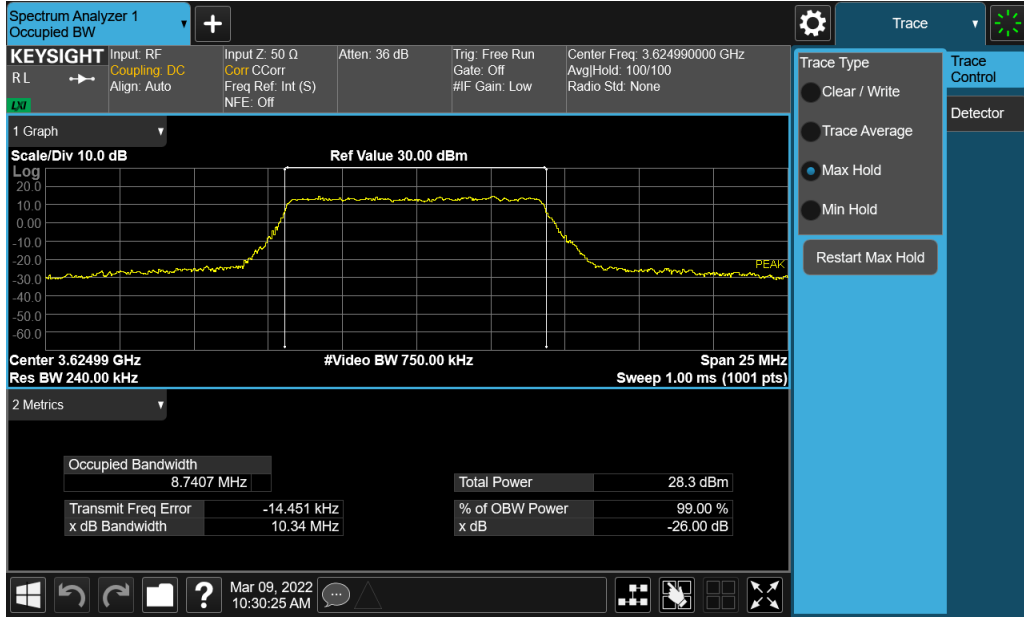 Spectrum Analyzer 1
Occupied BW
+
Trace
KEYSIGHT
R L
LXI
Input: RF
Coupling: DC
Align: Auto
Input Z: 50 Ω
Corr CCorr
Freq Ref: Int (S)
NFE: Off
Atten: 36 dB
Trig: Free Run
Gate: Off
#IF Gain: Low
Center Freq: 3.624990000 GHz
Avg|Hold: 100/100
Radio Std: None
1 Graph
Scale/Div 10.0 dB
Ref Value 30.00 dBm
Log
20.0
10.0
0.00
-10.0
-20.0
-30.0
-40.0
-50.0
-60.0
PEAK
Center 3.62499 GHz
#Video BW 750.00 kHz
Span 25 MHz
Res BW 240.00 kHz
Sweep 1.00 ms (1001 pts)
2 Metrics
Occupied Bandwidth
8.7407 MHz
Transmit Freq Error -14.451 kHz
x dB Bandwidth 10.34 MHz
Total Power 28.3 dBm
% of OBW Power 99.00 %
x dB -26.00 dB
?
Mar 09, 2022
10:30:25 AM
Trace Type
Clear / Write
Trace Average
Max Hold
Min Hold
Restart Max Hold
Trace
Control
Detector